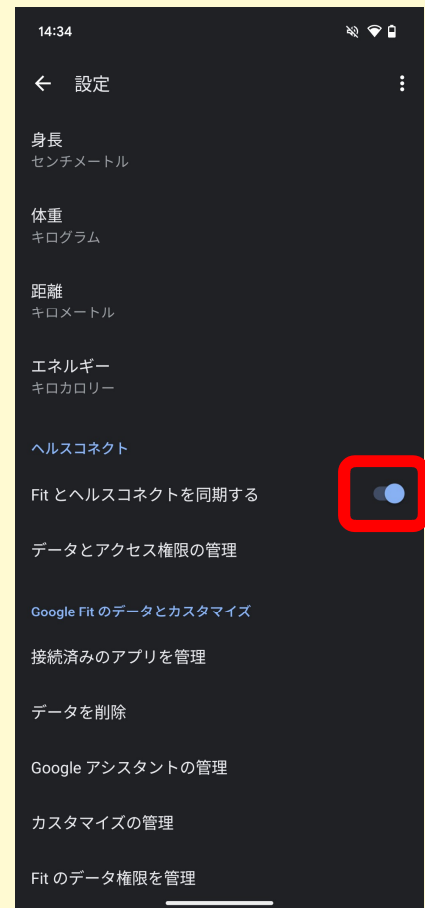 14:34
設定
身長
センチメートル
体重
キログラム
距離
キロメートル
エネルギー
キロカロリー
ヘルスコネクト
Fit とヘルスコネクトを同期する
データとアクセス権限の管理
Google Fit のデータとカスタマイズ
接続済みのアプリを管理
データを削除
Google アシスタントの管理
カスタマイズの管理
Fit のデータ権限を管理